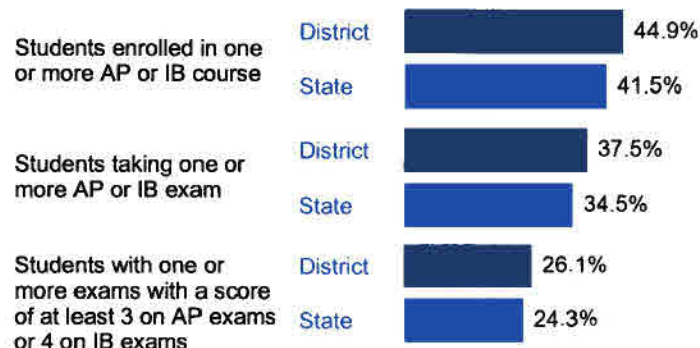 Students enrolled in one
or more AP or IB course
District
44.9%
State
41.5%
Students taking one or
more AP or IB exam
District
37.5%
State
34.5%
Students with one or
more exams with a score
of at least 3 on AP exams
or 4 on IB exams
District
26.1%
State
24.3%